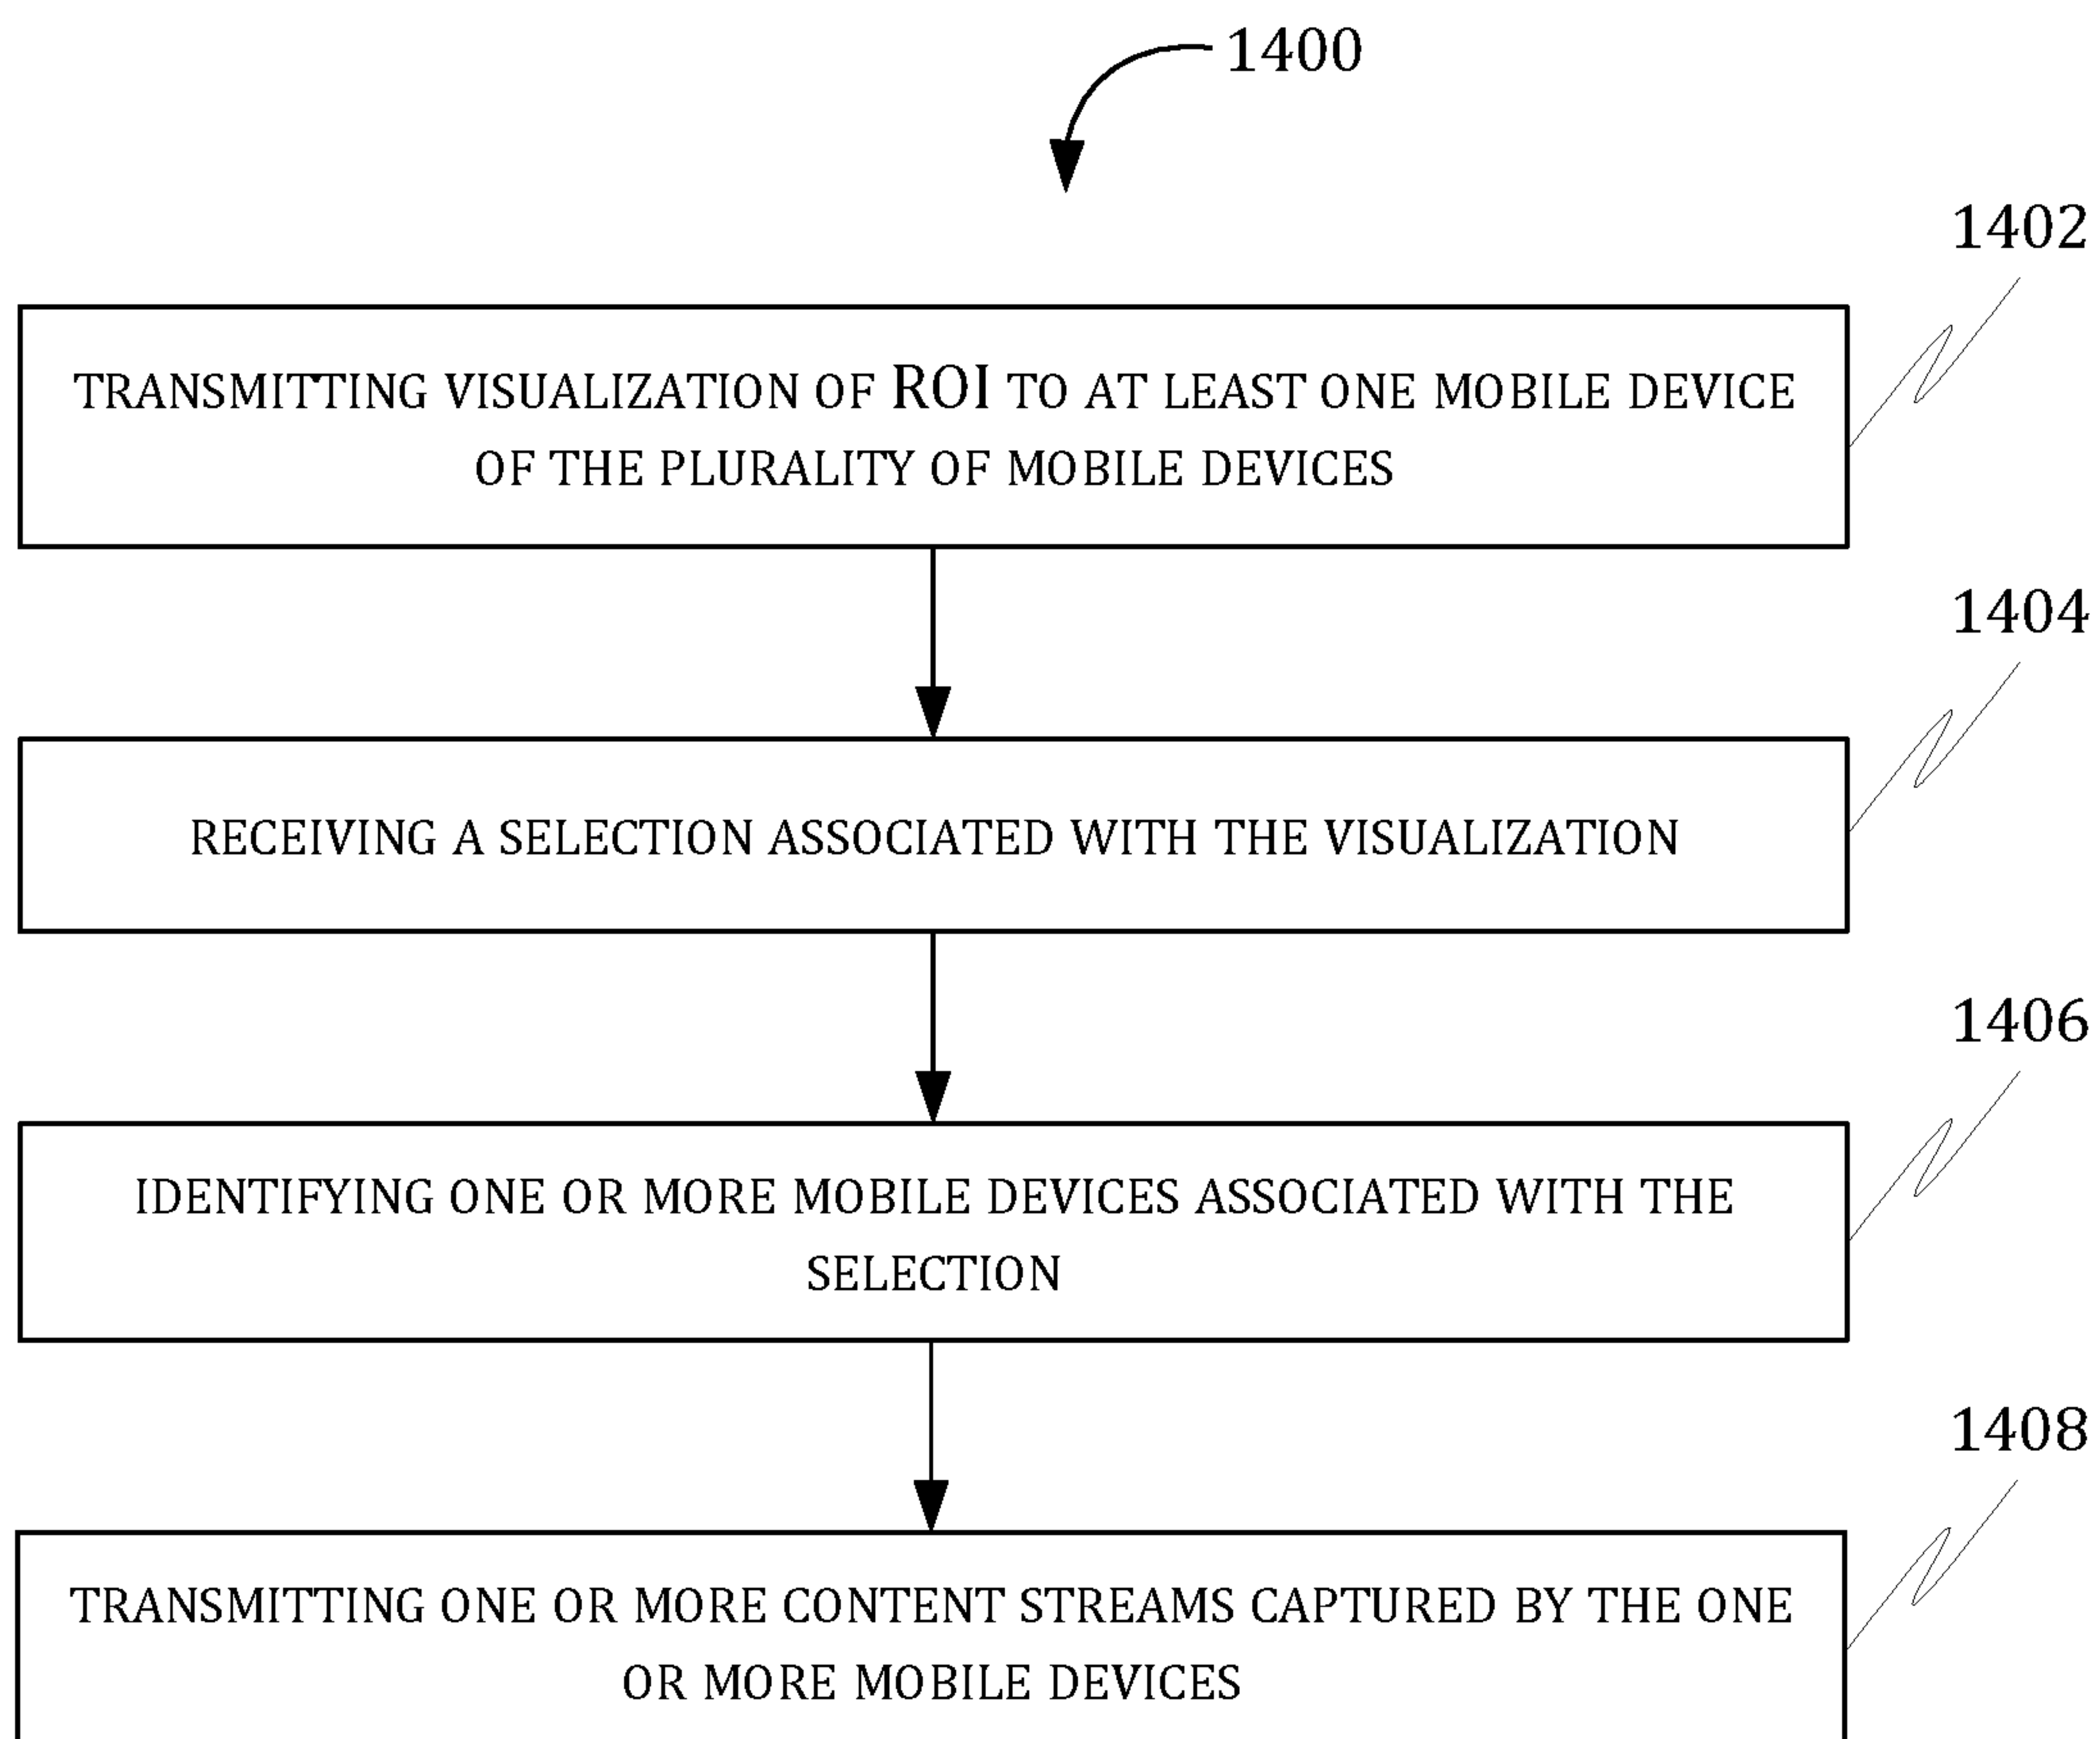 1400
1402
TRANSMITTING VISUALIZATION OF ROI TO AT LEAST ONE MOBILE DEVICE
OF THE PLURALITY OF MOBILE DEVICES
1404
RECEIVING A SELECTION ASSOCIATED WITH THE VISUALIZATION
1406
IDENTIFYING ONE OR MORE MOBILE DEVICES ASSOCIATED WITH THE
SELECTION
1408
TRANSMITTING ONE OR MORE CONTENT STREAMS CAPTURED BY THE ONE
OR MORE MOBILE DEVICES